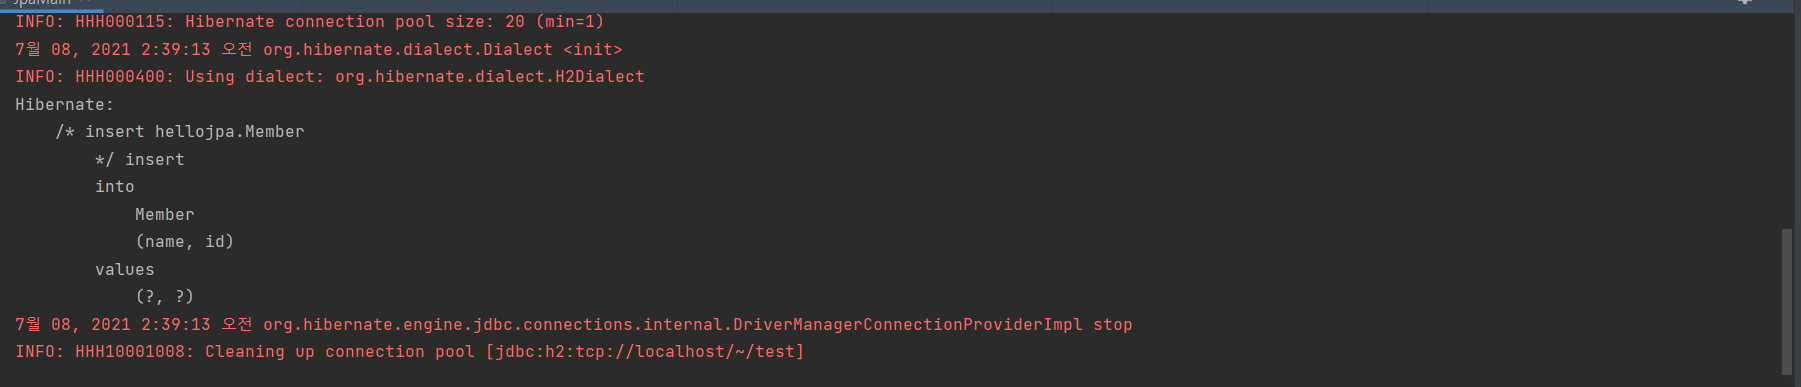 JpaMain
INFO: HHH000115: Hibernate connection pool size: 20 (min=1)
7월 08, 2021 2:39:13 오전 org.hibernate.dialect.Dialect <init>
INFO: HHH000400: Using dialect: org.hibernate.dialect.H2Dialect
Hibernate:
    /* insert hellojpa.Member
        */ insert
        into
            Member
            (name, id)
        values
            (?, ?)
7월 08, 2021 2:39:13 오전 org.hibernate.engine.jdbc.connections.internal.DriverManagerConnectionProviderImpl stop
INFO: HHH10001008: Cleaning up connection pool [jdbc:h2:tcp://localhost/~/test]